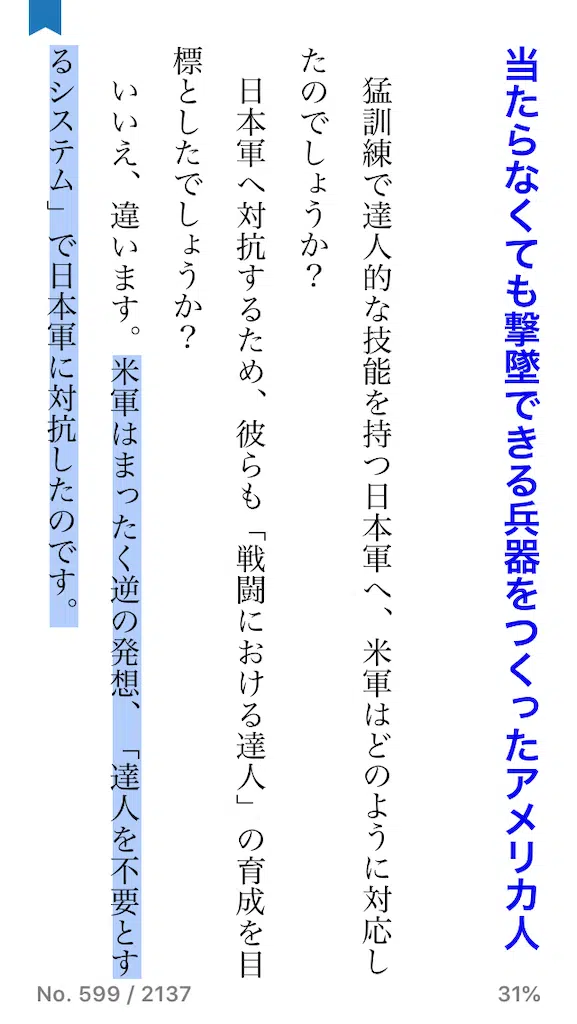 当たらなくても撃墜できる兵器をつくったアメリカ人
猛訓練で達人的な技能を持つ日本軍へ、米軍はどのように対応し
たのでしょうか？
日本軍へ対抗するため、彼らも「戦闘における達人」の育成を目
標としたでしょうか？
いいえ、違います。米軍はまったく逆の発想、「達人を不要とす
るシステム」で日本軍に対抗したのです。
No. 599 / 2137
31%